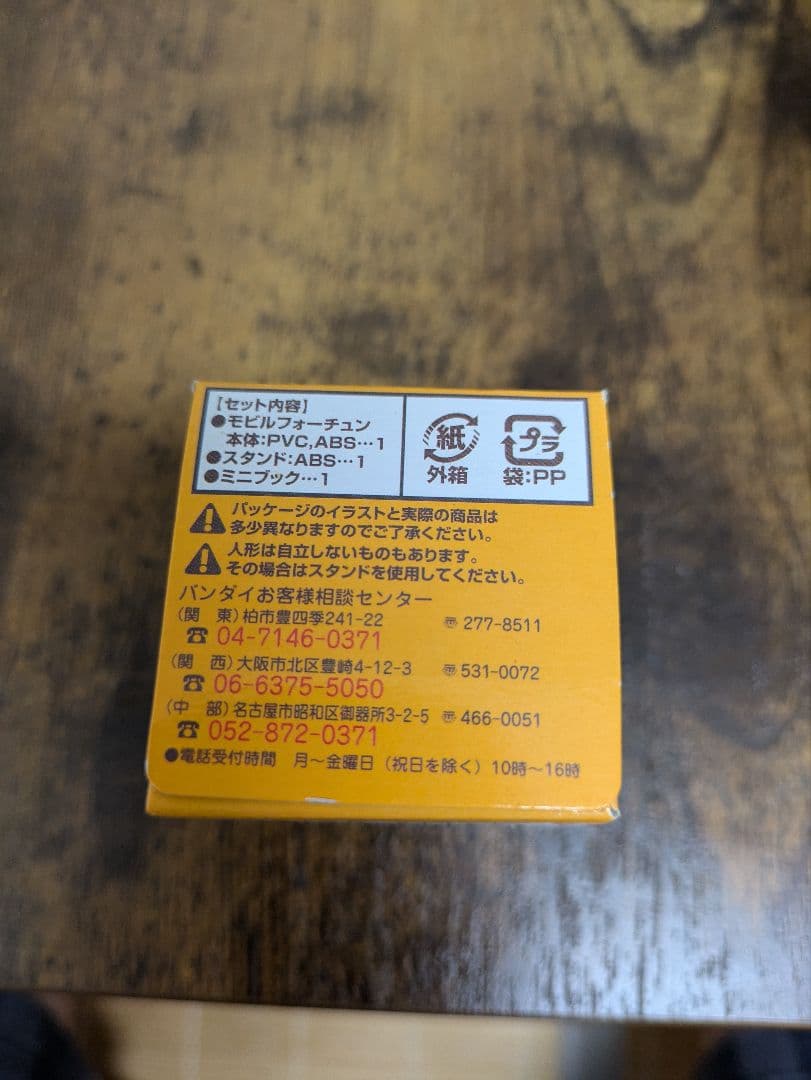 【セット内容】
●モビルフォーチュン
本体:PVC,ABS…1
●スタンド:ABS…1
●ミニブック…1
紙
外箱
プラ
袋:PP
パッケージのイラストと実際の商品は
多少異なりますのでご了承ください。
人形は自立しないものもあります。
その場合はスタンドを使用してください。
バンダイお客様相談センター
(関　東)柏市豊四季241-22　〠277-8511
☎04-7146-0371
(関　西)大阪市北区豊崎4-12-3　〠531-0072
☎06-6375-5050
(中　部)名古屋市昭和区御器所3-2-5　〠466-0051
☎052-872-0371
●電話受付時間　月〜金曜日（祝日を除く）10時〜16時